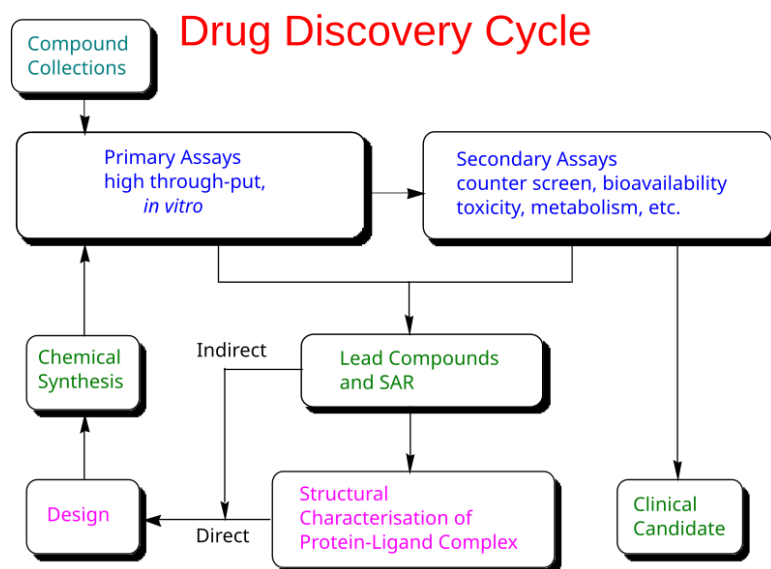 Drug Discovery Cycle
Compound
Collections
Primary Assays
high through-put,
in vitro
Secondary Assays
counter screen, bioavailability
toxicity, metabolism, etc.
Chemical
Synthesis
Indirect
Lead Compounds
and SAR
Design
Direct
Structural
Characterisation of
Protein-Ligand Complex
Clinical
Candidate